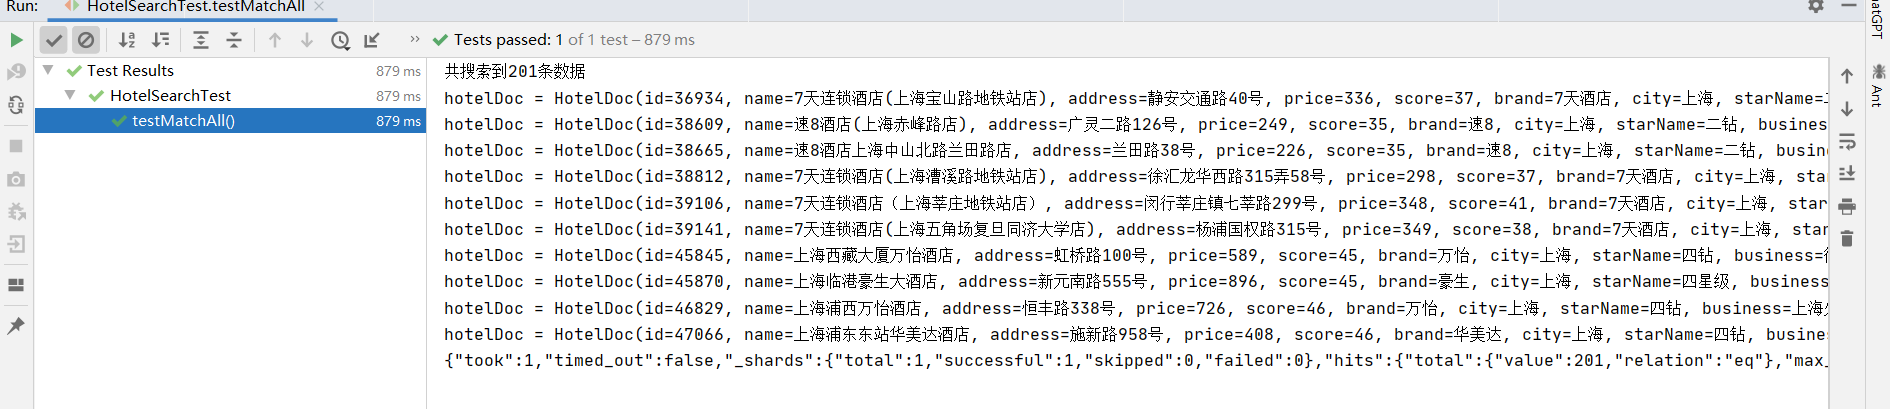 Run: HotelSearchTest.testMatchAll
Tests passed: 1 of 1 test – 879 ms
Test Results 879 ms
HotelSearchTest 879 ms
testMatchAll() 879 ms
共搜索到201条数据
hotelDoc = HotelDoc(id=36934, name=7天连锁酒店(上海宝山路地铁站店), address=静安交通路40号, price=336, score=37, brand=7天酒店, city=上海, starName=二
hotelDoc = HotelDoc(id=38609, name=速8酒店(上海赤峰路店), address=广灵二路126号, price=249, score=35, brand=速8, city=上海, starName=二钻, business
hotelDoc = HotelDoc(id=38665, name=速8酒店上海中山北路兰田路店, address=兰田路38号, price=226, score=35, brand=速8, city=上海, starName=二钻, busin
hotelDoc = HotelDoc(id=38812, name=7天连锁酒店(上海漕溪路地铁站店), address=徐汇龙华西路315弄58号, price=298, score=37, brand=7天酒店, city=上海, sta
hotelDoc = HotelDoc(id=39106, name=7天连锁酒店（上海莘庄地铁站店）, address=闵行莘庄镇七莘路299号, price=348, score=41, brand=7天酒店, city=上海, star
hotelDoc = HotelDoc(id=39141, name=7天连锁酒店(上海五角场复旦同济大学店), address=杨浦国权路315号, price=349, score=38, brand=7天酒店, city=上海, star
hotelDoc = HotelDoc(id=45845, name=上海西藏大厦万怡酒店, address=虹桥路100号, price=589, score=45, brand=万怡, city=上海, starName=四钻, business=
hotelDoc = HotelDoc(id=45870, name=上海临港豪生大酒店, address=新元南路555号, price=896, score=45, brand=豪生, city=上海, starName=四星级, business
hotelDoc = HotelDoc(id=46829, name=上海浦西万怡酒店, address=恒丰路338号, price=726, score=46, brand=万怡, city=上海, starName=四钻, business=上海
hotelDoc = HotelDoc(id=47066, name=上海浦东东站华美达酒店, address=施新路958号, price=408, score=46, brand=华美达, city=上海, starName=四钻, busines
{"took":1,"timed_out":false,"_shards":{"total":1,"successful":1,"skipped":0,"failed":0},"hits":{"total":{"value":201,"relation":"eq"},"max_
atGPT
Ant